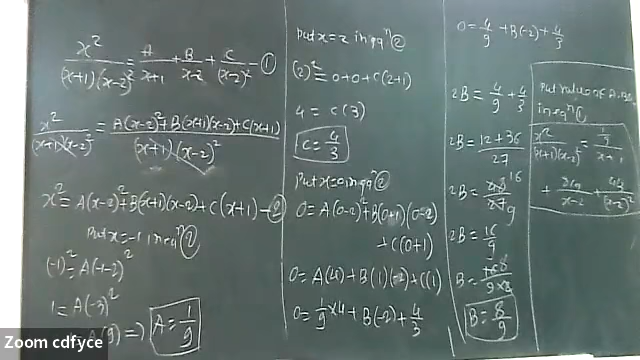 x²/((x+1)(x-2)²) = A/(x+1) + B/(x-2) + C/(x-2)² - ①
x²/((x+1)(x-2)²) = (A(x-2)² + B(x+1)(x-2) + C(x+1))/((x+1)(x-2)²)
x² = A(x-2)² + B(x+1)(x-2) + C(x+1) - ②
Put x = -1 in eqⁿ ②
(-1)² = A(-1-2)²
1 = A(-3)²
= A(9) => A = 1/9
Put x = 2 in eqⁿ ②
(2)² = 0 + 0 + C(2+1)
4 = C(3)
C = 4/3
Put x = 0 in eqⁿ ②
0 = A(0-2)² + B(0+1)(0-2)
+ C(0+1)
0 = A(4) + B(1)(-2) + C(1)
0 = 1/9 × 4 + B(-2) + 4/3
0 = 4/9 + B(-2) + 4/3
2B = 4/9 + 4/3
2B = (12+36)/27
2B = 48/27 16/9
2B = 16/9
B = 16/(9×2) 8
B = 8/9
Put values of A, B,
in eqⁿ ①
x²/((x+1)(x-2)²) = (1/9)/(x+1)
+ (8/9)/(x-2) + (4/3)/(x-2)²
Zoom cdfyce